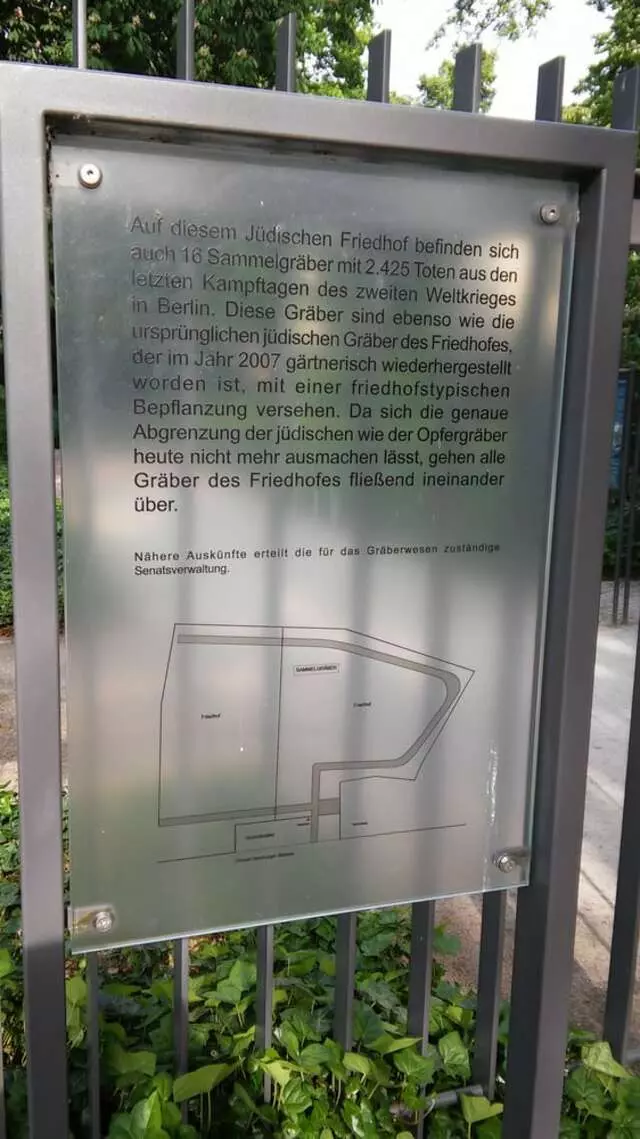 Auf diesem Jüdischen Friedhof befinden sich
auch 16 Sammelgräber mit 2.425 Toten aus den
letzten Kampftagen des zweiten Weltkrieges
in Berlin. Diese Gräber sind ebenso wie die
ursprünglichen jüdischen Gräber des Friedhofes,
der im Jahr 2007 gärtnerisch wiederhergestellt
worden ist, mit einer friedhofstypischen
Bepflanzung versehen. Da sich die genaue
Abgrenzung der jüdischen wie der Opfergräber
heute nicht mehr ausmachen lässt, gehen alle
Gräber des Friedhofes fließend ineinander
über.
Nähere Auskünfte erteilt die für das Gräberwesen zuständige
Senatsverwaltung.
SAMMELGRÄBER
Friedhof
Friedhof